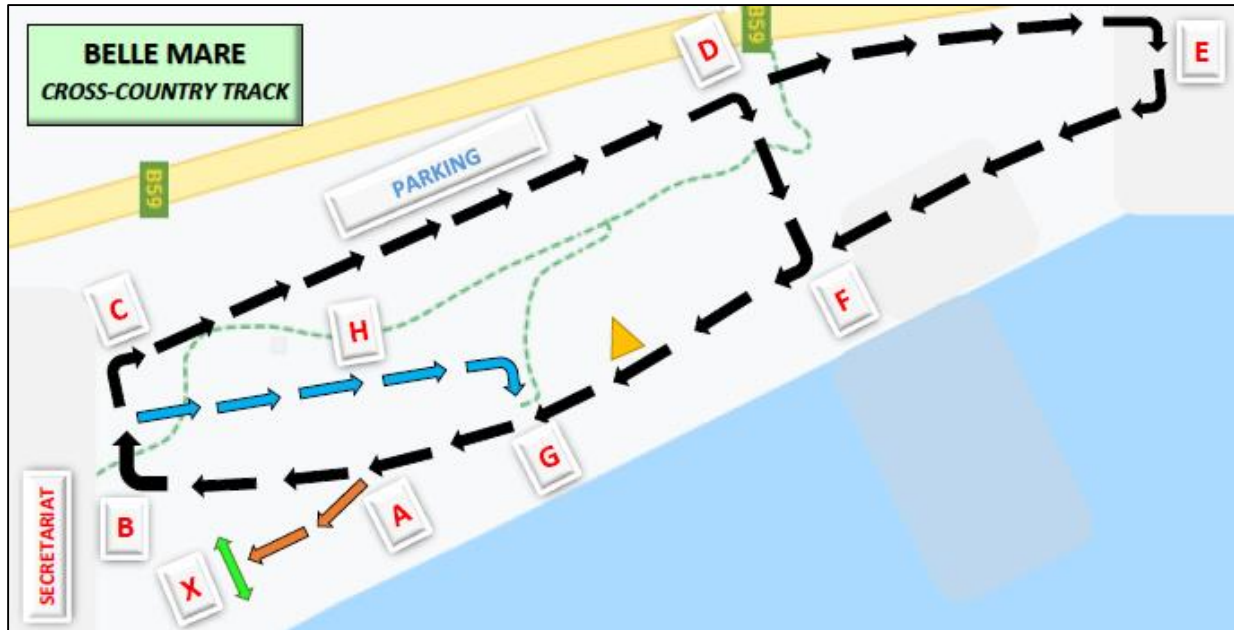 BELLE MARE
CROSS-COUNTRY TRACK
B59
D
E
PARKING
B59
C
H
F
G
A
B
X
SECRETARIAT